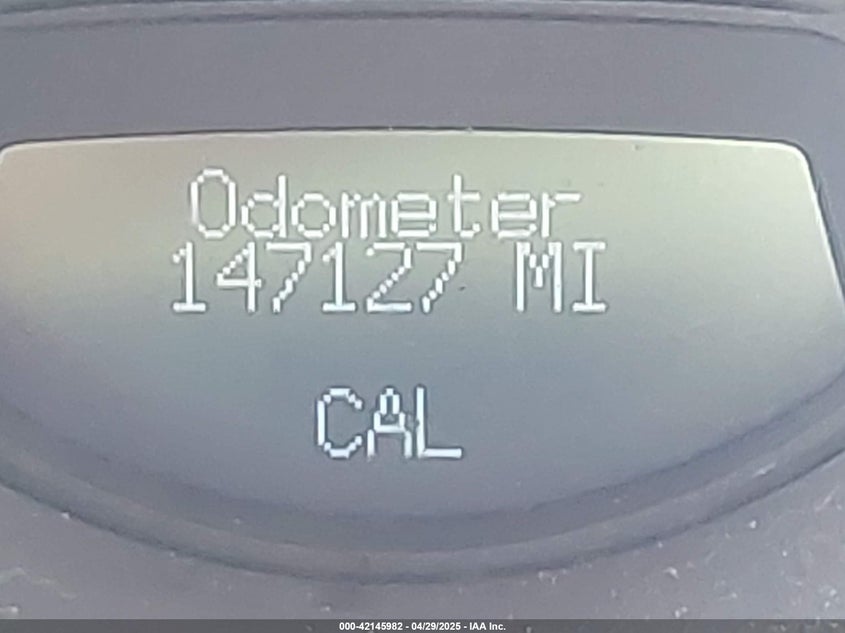 Odometer
147127 MI
CAL
000-42145982 - 04/29/2025 - IAA Inc.